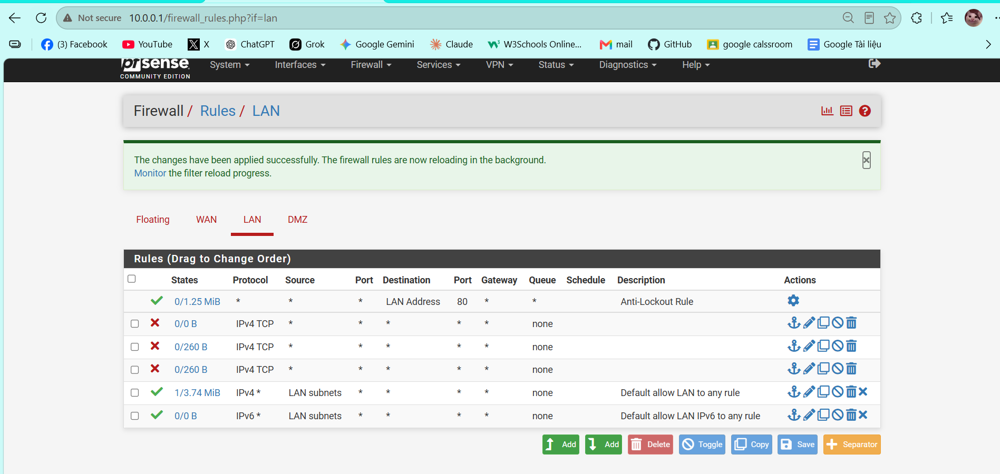 Not secure 10.0.0.1/firewall_rules.php?if=lan
(3) Facebook YouTube X ChatGPT Grok Google Gemini Claude W3Schools Online... mail GitHub google calssroom Google Tài liệu
pfsense System Interfaces Firewall Services VPN Status Diagnostics Help
COMMUNITY EDITION
Firewall / Rules / LAN
The changes have been applied successfully. The firewall rules are now reloading in the background.
Monitor the filter reload progress.
Floating WAN LAN DMZ
Rules (Drag to Change Order)
States Protocol Source Port Destination Port Gateway Queue Schedule Description Actions
0/1.25 MiB * * * LAN Address 80 * * Anti-Lockout Rule
0/0 B IPv4 TCP * * * * * none
0/260 B IPv4 TCP * * * * * none
0/260 B IPv4 TCP * * * * * none
1/3.74 MiB IPv4 * LAN subnets * * * * none Default allow LAN to any rule
0/0 B IPv6 * LAN subnets * * * * none Default allow LAN IPv6 to any rule
Add Add Delete Toggle Copy Save Separator